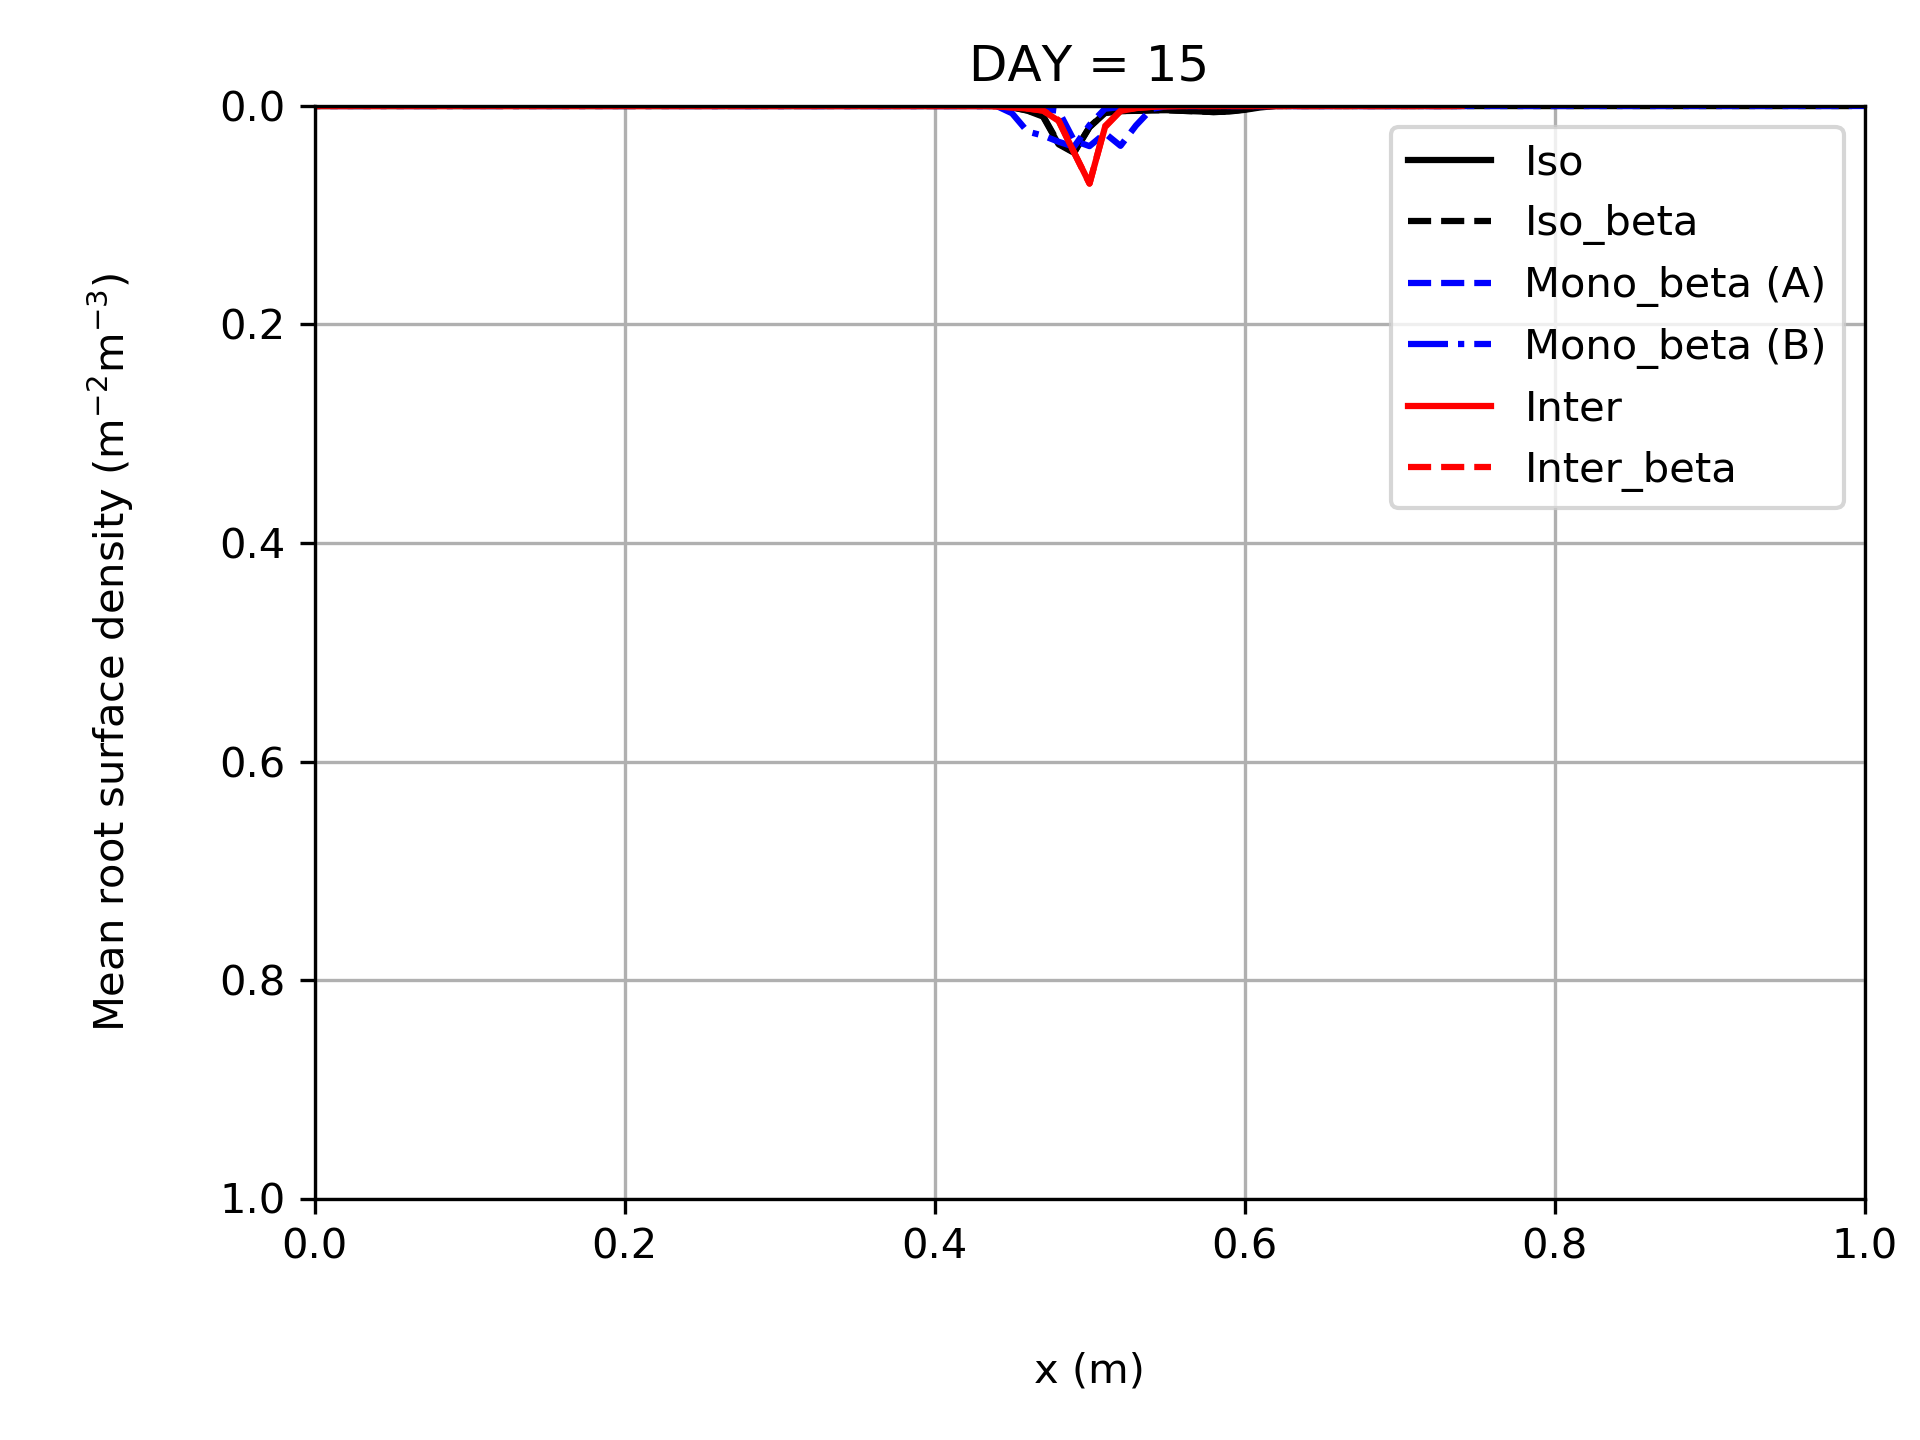 DAY = 15
Mean root surface density (m⁻²m⁻³)
0.0
0.2
0.4
0.6
0.8
1.0
Iso
Iso_beta
Mono_beta (A)
Mono_beta (B)
Inter
Inter_beta
0.0 0.2 0.4 0.6 0.8 1.0
x (m)